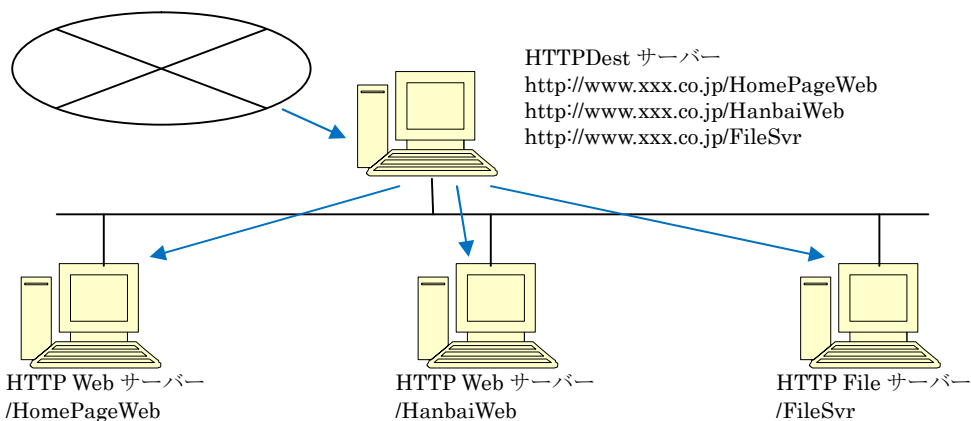 HTTPDest サーバー
http://www.xxx.co.jp/HomePageWeb
http://www.xxx.co.jp/HanbaiWeb
http://www.xxx.co.jp/FileSvr
HTTP Web サーバー
/HomePageWeb
HTTP Web サーバー
/HanbaiWeb
HTTP File サーバー
/FileSvr